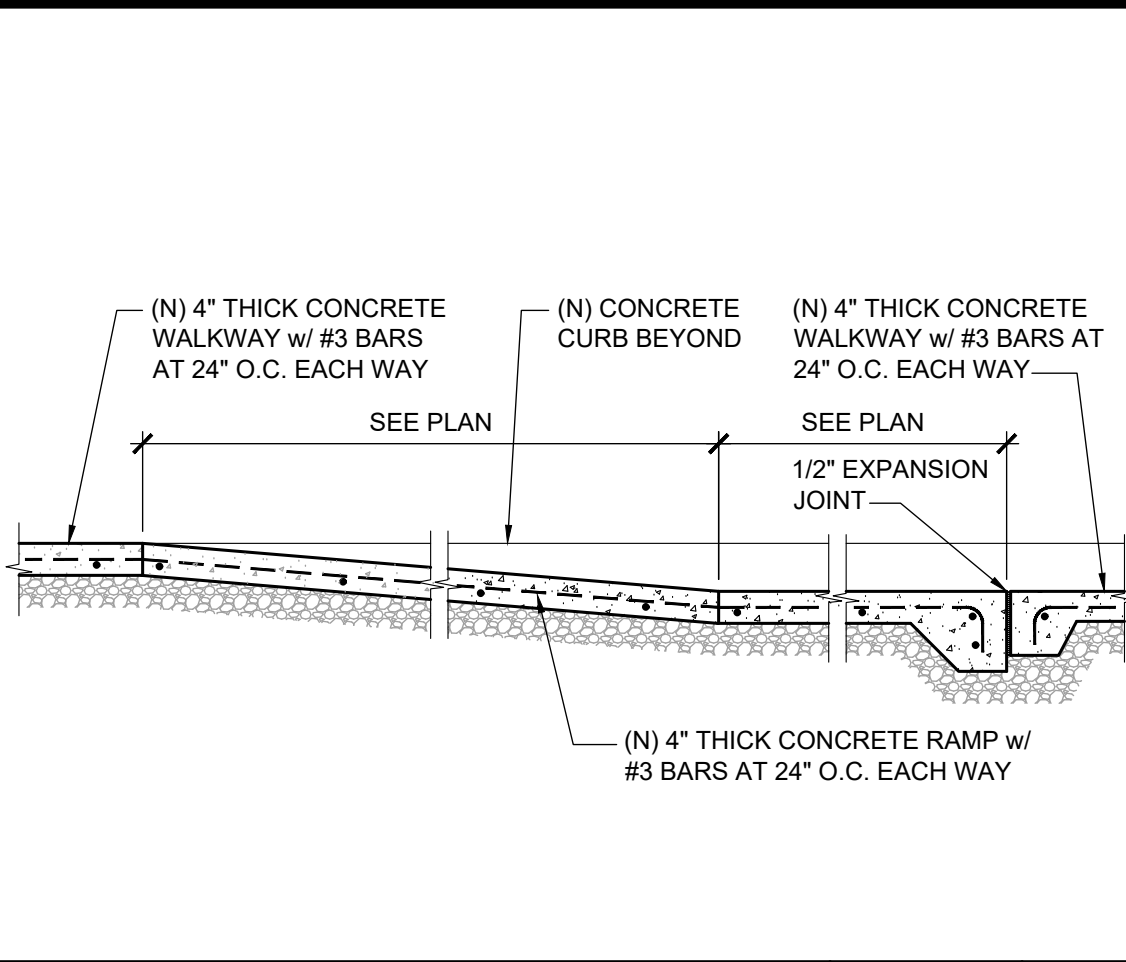 (N) 4" THICK CONCRETE
WALKWAY w/ #3 BARS
AT 24" O.C. EACH WAY
(N) CONCRETE
CURB BEYOND
(N) 4" THICK CONCRETE
WALKWAY w/ #3 BARS AT
24" O.C. EACH WAY
SEE PLAN
SEE PLAN
1/2" EXPANSION
JOINT
(N) 4" THICK CONCRETE RAMP w/
#3 BARS AT 24" O.C. EACH WAY